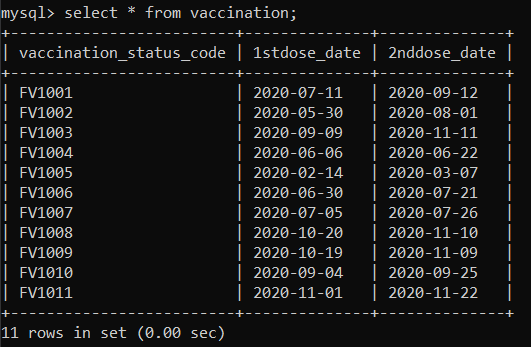 mysql> select * from vaccination;
+-------------------------+-------------+-------------+
| vaccination_status_code | 1stdose_date | 2nddose_date |
+-------------------------+-------------+-------------+
| FV1001 | 2020-07-11 | 2020-09-12 |
| FV1002 | 2020-05-30 | 2020-08-01 |
| FV1003 | 2020-09-09 | 2020-11-11 |
| FV1004 | 2020-06-06 | 2020-06-22 |
| FV1005 | 2020-02-14 | 2020-03-07 |
| FV1006 | 2020-06-30 | 2020-07-21 |
| FV1007 | 2020-07-05 | 2020-07-26 |
| FV1008 | 2020-10-20 | 2020-11-10 |
| FV1009 | 2020-10-19 | 2020-11-09 |
| FV1010 | 2020-09-04 | 2020-09-25 |
| FV1011 | 2020-11-01 | 2020-11-22 |
+-------------------------+-------------+-------------+
11 rows in set (0.00 sec)